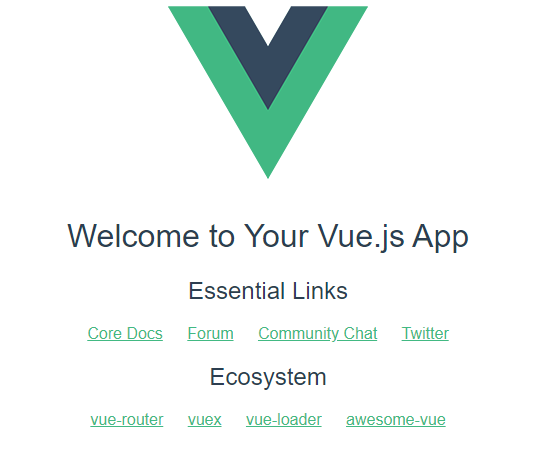 Welcome to Your Vue.js App
Essential Links
Core Docs Forum Community Chat Twitter
Ecosystem
vue-router vuex vue-loader awesome-vue